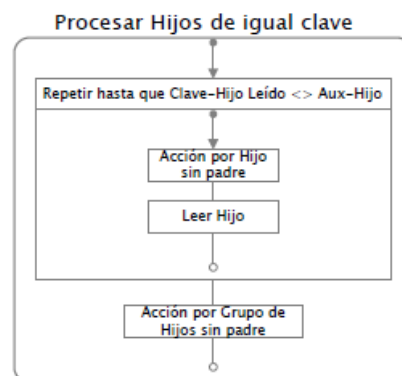 Procesar Hijos de igual clave
Repetir hasta que Clave-Hijo Leído <> Aux-Hijo
Acción por Hijo
sin padre
Leer Hijo
Acción por Grupo de
Hijos sin padre